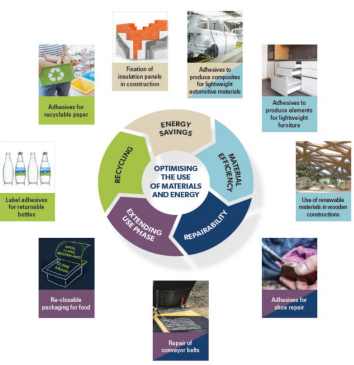 Fixation of
insulation panels
in construction
Adhesives to
produce composites
for lightweight
automotive materials
Adhesives for
recyclable paper
Adhesives to
produce elements
for lightweight
furniture
ENERGY
SAVINGS
RECYCLING
MATERIAL
EFFICIENCY
OPTIMISING
THE USE
OF MATERIALS
AND ENERGY
EXTENDING
USE PHASE
REPAIRABILITY
Label adhesives
for returnable
bottles
Use of renewable
materials in wooden
constructions
Re-closable
packaging for food
Adhesives for
shoe repair
Repair of
conveyor belts